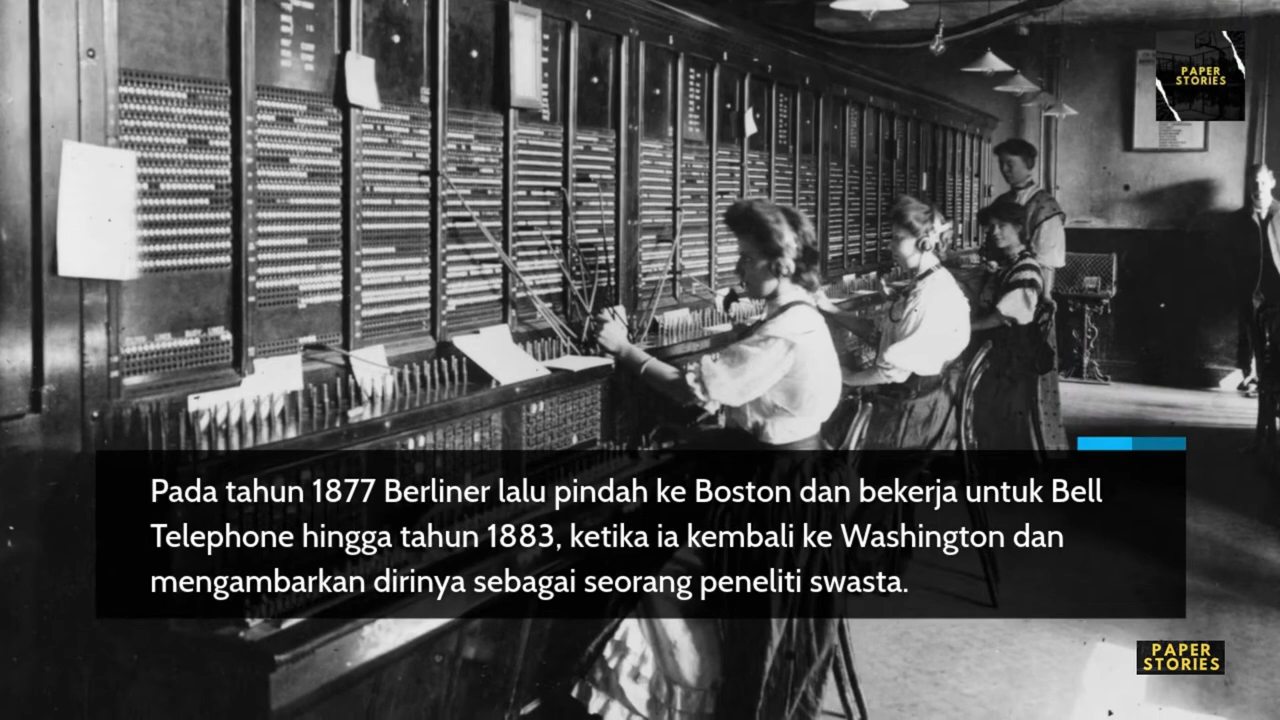 PAPER
STORIES
Pada tahun 1877 Berliner lalu pindah ke Boston dan bekerja untuk Bell
Telephone hingga tahun 1883, ketika ia kembali ke Washington dan
mengambarkan dirinya sebagai seorang peneliti swasta.
PAPER
STORIES